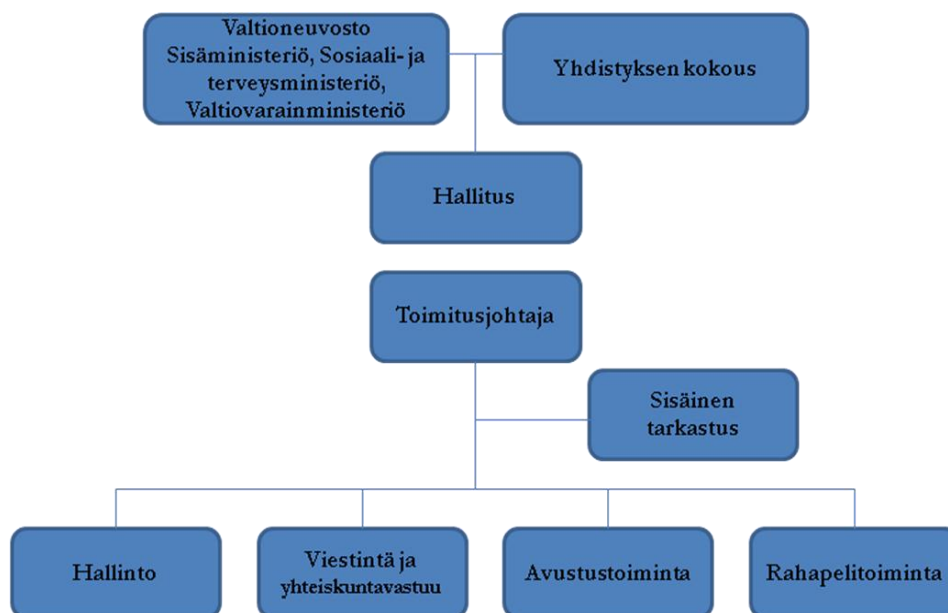 Valtioneuvosto
Sisäministeriö, Sosiaali- ja
terveysministeriö,
Valtiovarainministeriö
Yhdistyksen kokous
Hallitus
Toimitusjohtaja
Sisäinen
tarkastus
Hallinto
Viestintä ja
yhteiskuntavastuu
Avustustoiminta
Rahapelitoiminta